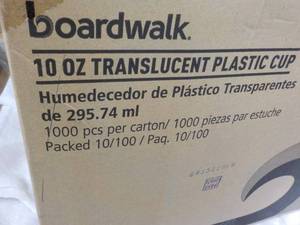 boardwalk.
10 OZ TRANSLUCENT PLASTIC CUP
Humedecedor de Plástico Transparentes
de 295.74 ml
1000 pcs per carton/ 1000 piezas par estuche
Packed 10/100 / Paq. 10/100